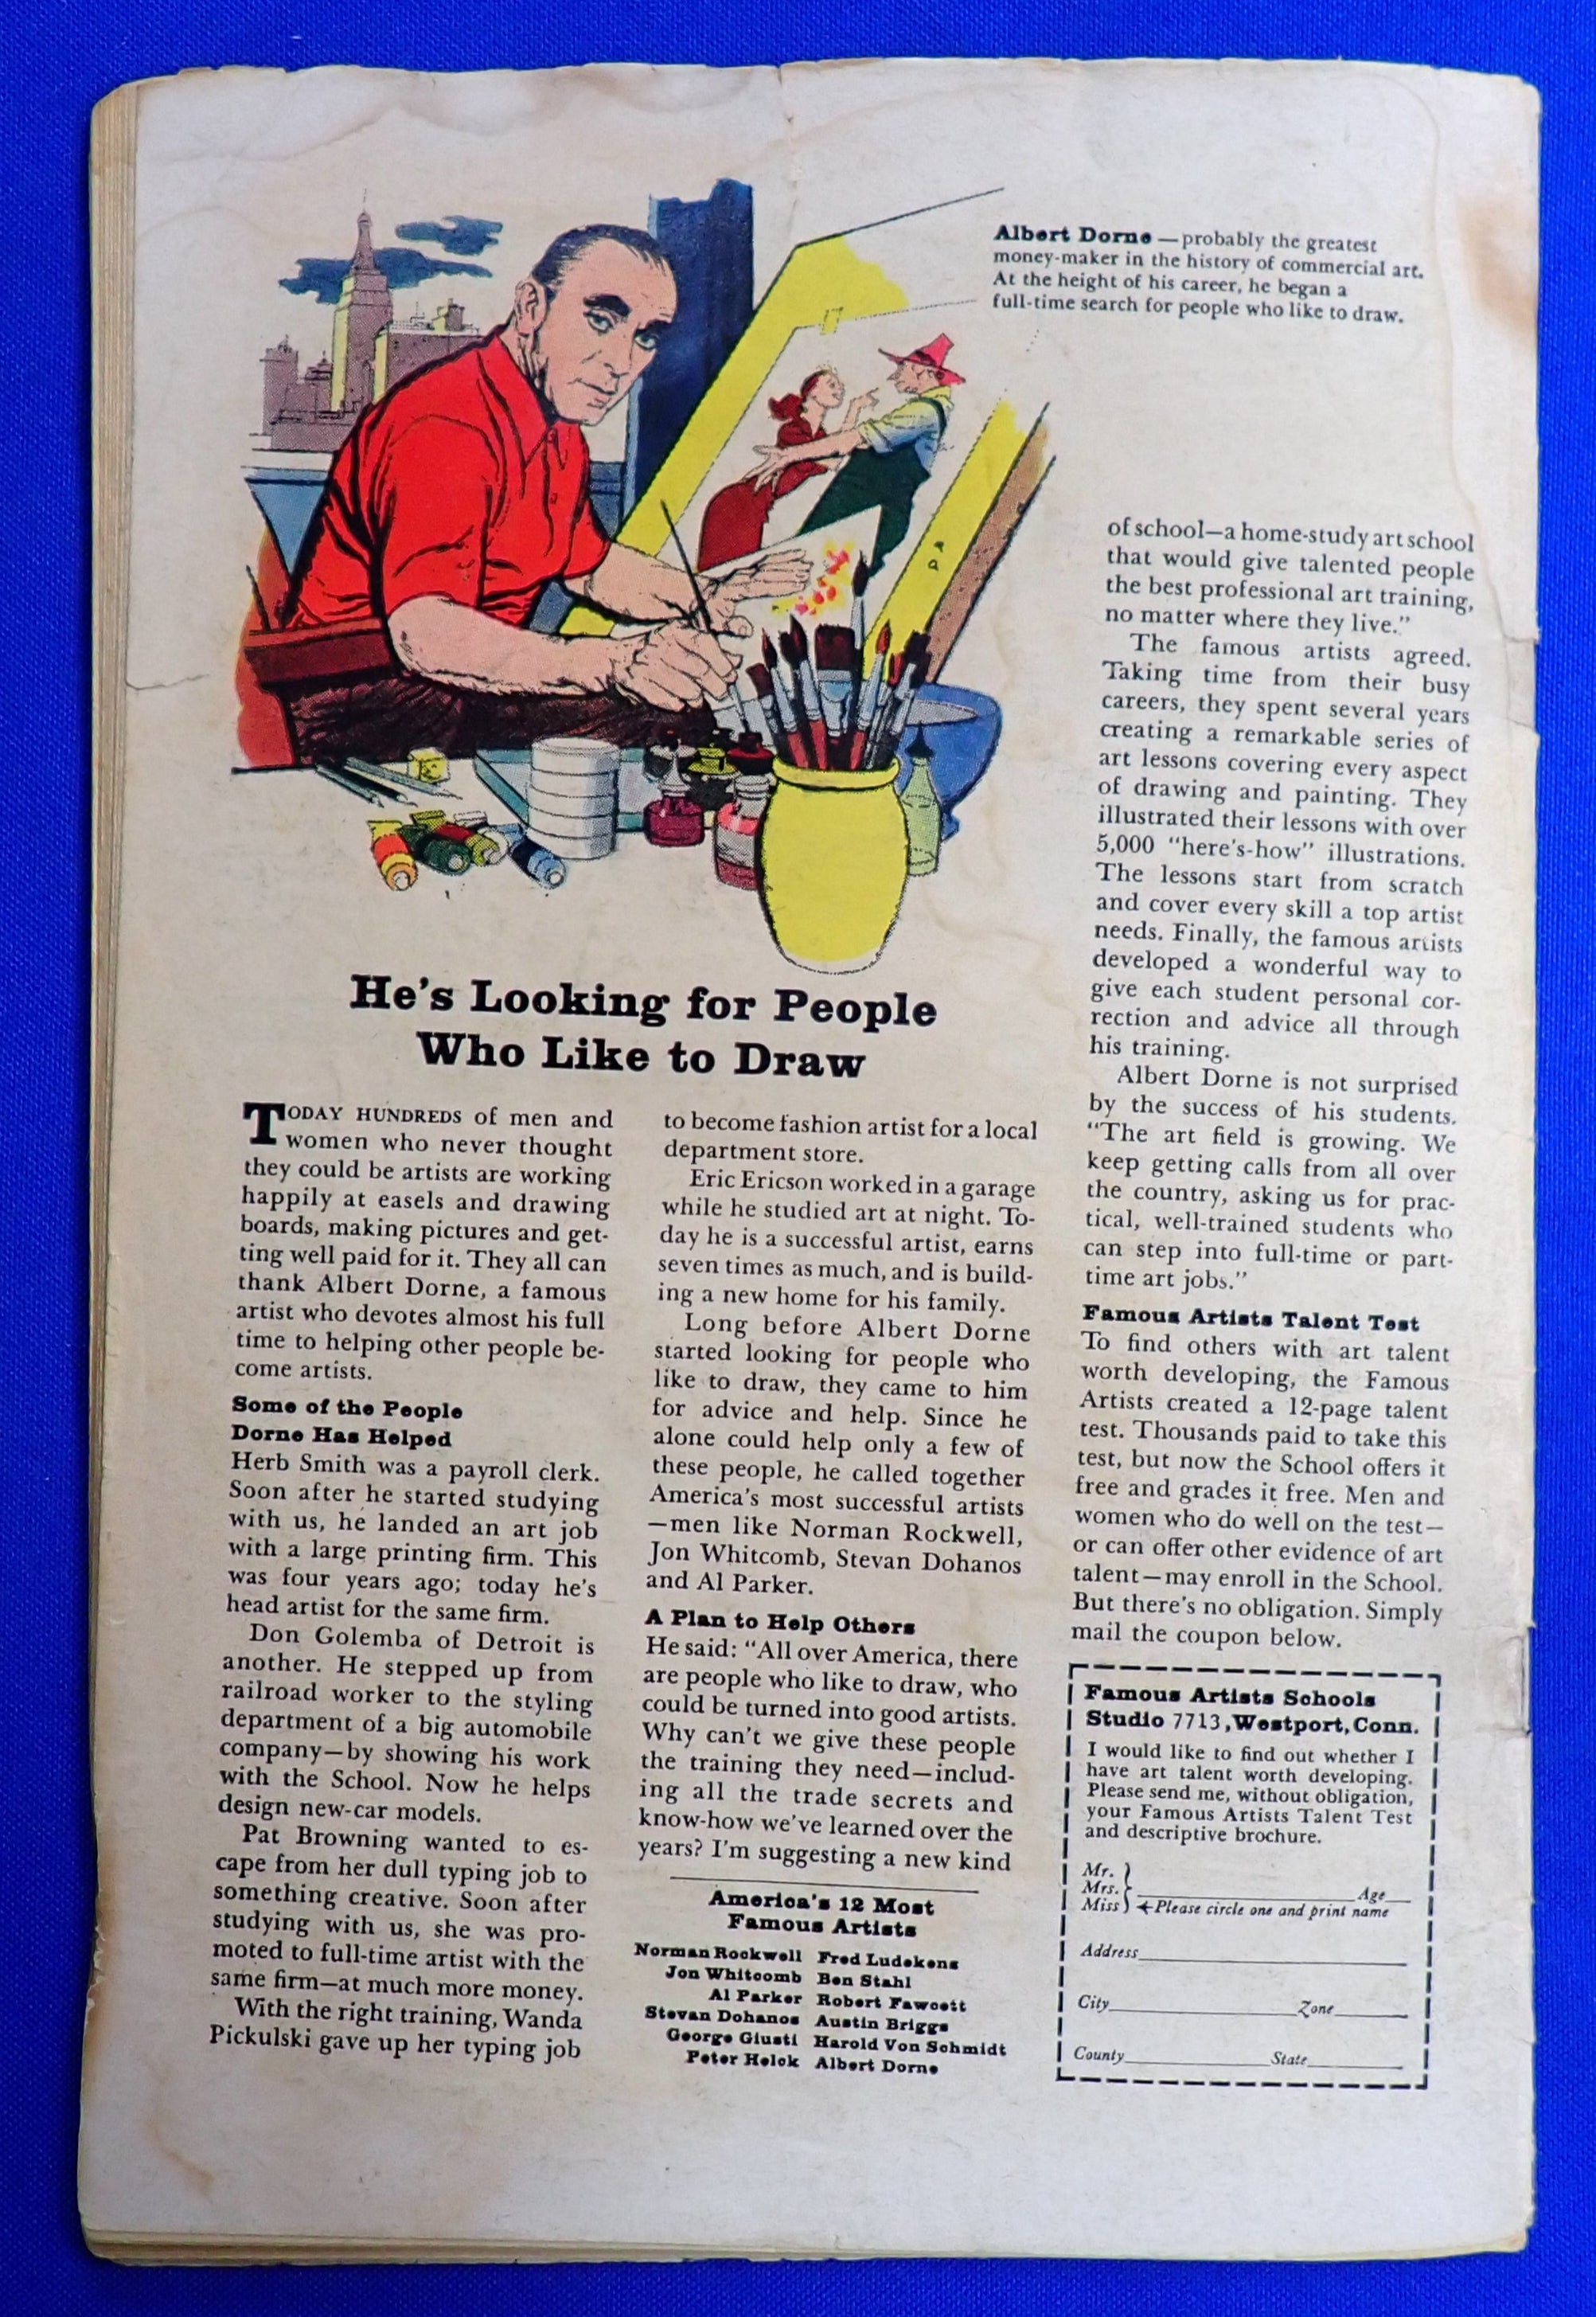 Albert Dorne — probably the greatest
money-maker in the history of commercial art.
At the height of his career, he began a
full-time search for people who like to draw.
He's Looking for People
Who Like to Draw
TODAY HUNDREDS of men and
women who never thought
they could be artists are working
happily at easels and drawing
boards, making pictures and get-
ting well paid for it. They all can
thank Albert Dorne, a famous
artist who devotes almost his full
time to helping other people be-
come artists.
Some of the People
Dorne Has Helped
Herb Smith was a payroll clerk.
Soon after he started studying
with us, he landed an art job
with a large printing firm. This
was four years ago; today he's
head artist for the same firm.
Don Golemba of Detroit is
another. He stepped up from
railroad worker to the styling
department of a big automobile
company—by showing his work
with the School. Now he helps
design new-car models.
Pat Browning wanted to es-
cape from her dull typing job to
something creative. Soon after
studying with us, she was pro-
moted to full-time artist with the
same firm—at much more money.
With the right training, Wanda
Pickulski gave up her typing job
to become fashion artist for a local
department store.
Eric Ericson worked in a garage
while he studied art at night. To-
day he is a successful artist, earns
seven times as much, and is build-
ing a new home for his family.
Long before Albert Dorne
started looking for people who
like to draw, they came to him
for advice and help. Since he
alone could help only a few of
these people, he called together
America's most successful artists
—men like Norman Rockwell,
Jon Whitcomb, Stevan Dohanos
and Al Parker.
A Plan to Help Others
He said: "All over America, there
are people who like to draw, who
could be turned into good artists.
Why can't we give these people
the training they need—includ-
ing all the trade secrets and
know-how we've learned over the
years? I'm suggesting a new kind
America's 12 Most
Famous Artists
Norman Rockwell Fred Ludekens
Jon Whitcomb Ben Stahl
Al Parker Robert Fawcett
Stevan Dohanos Austin Briggs
George Giusti Harold Von Schmidt
Peter Helck Albert Dorne
of school—a home-study art school
that would give talented people
the best professional art training,
no matter where they live."
The famous artists agreed.
Taking time from their busy
careers, they spent several years
creating a remarkable series of
art lessons covering every aspect
of drawing and painting. They
illustrated their lessons with over
5,000 "here's-how" illustrations.
The lessons start from scratch
and cover every skill a top artist
needs. Finally, the famous artists
developed a wonderful way to
give each student personal cor-
rection and advice all through
his training.
Albert Dorne is not surprised
by the success of his students.
"The art field is growing. We
keep getting calls from all over
the country, asking us for prac-
tical, well-trained students who
can step into full-time or part-
time art jobs."
Famous Artists Talent Test
To find others with art talent
worth developing, the Famous
Artists created a 12-page talent
test. Thousands paid to take this
test, but now the School offers it
free and grades it free. Men and
women who do well on the test—
or can offer other evidence of art
talent—may enroll in the School.
But there's no obligation. Simply
mail the coupon below.
Famous Artists Schools
Studio 7713, Westport, Conn.
I would like to find out whether I
have art talent worth developing.
Please send me, without obligation,
your Famous Artists Talent Test
and descriptive brochure.
Mr.
Mrs. Age
Miss ←Please circle one and print name
Address
City Zone
County State